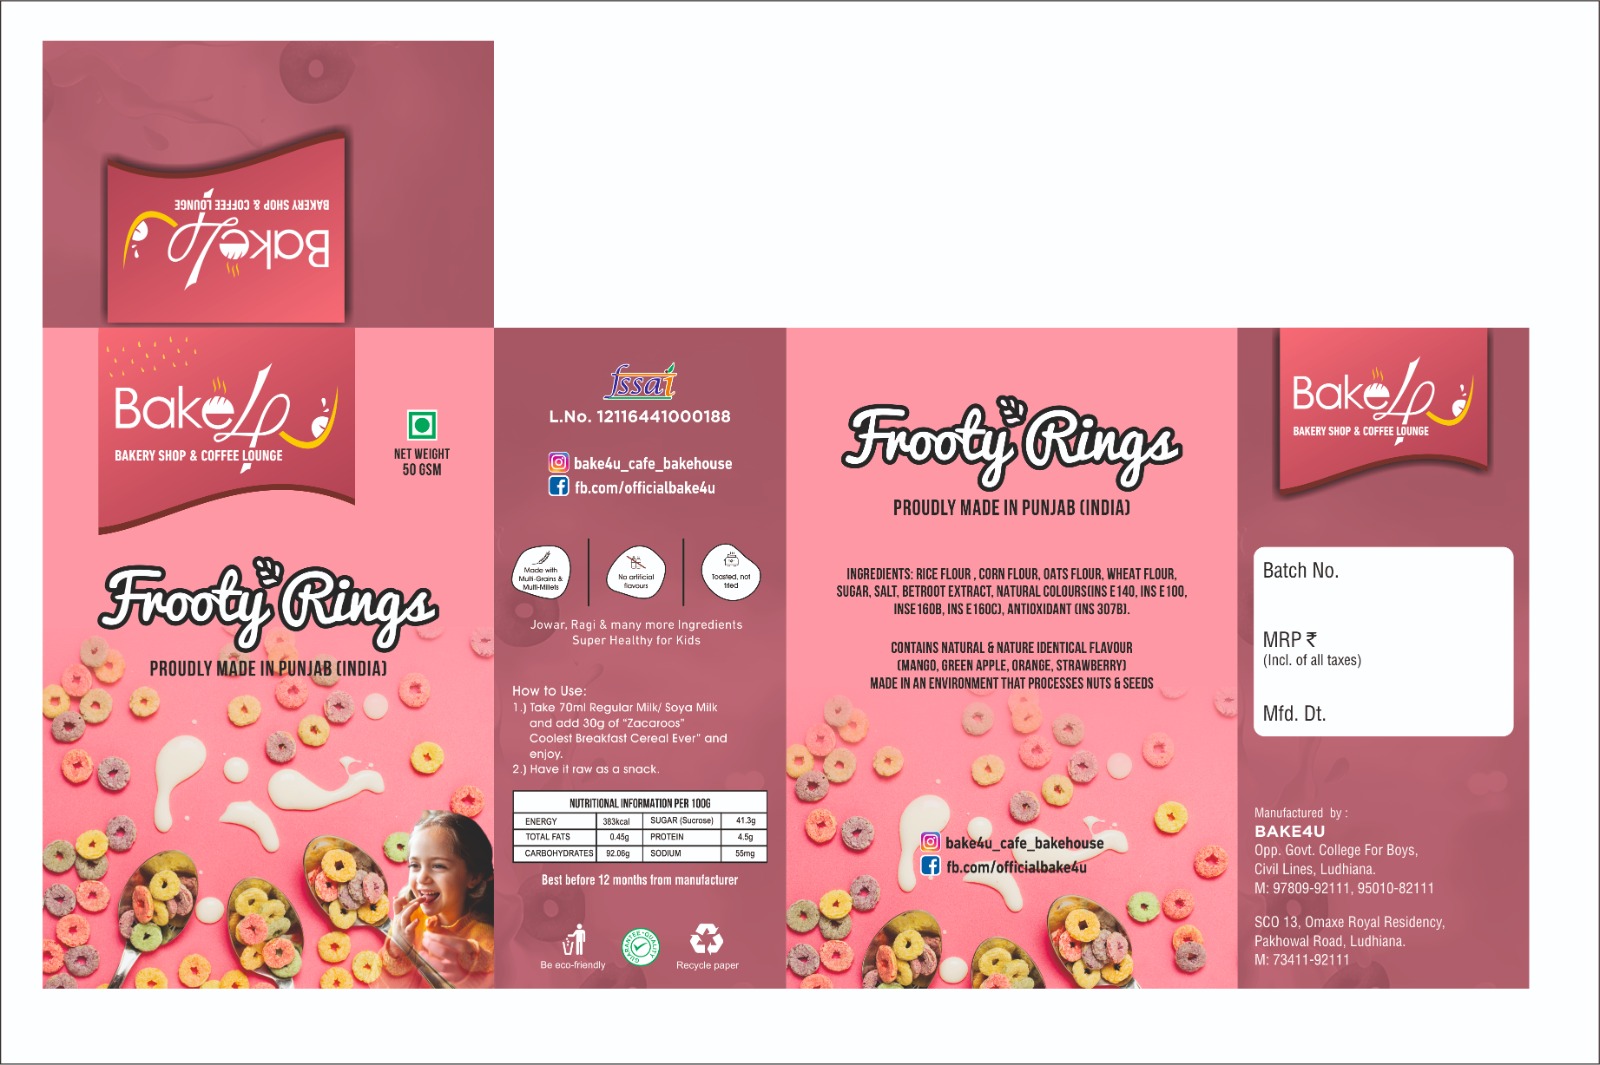 BAKERY SHOP & COFFEE LOUNGE
Bake4U
Bake4U
BAKERY SHOP & COFFEE LOUNGE
NET WEIGHT
50 GSM
Frooty Rings
PROUDLY MADE IN PUNJAB (INDIA)
fssai
L.No. 12116441000188
bake4u_cafe_bakehouse
fb.com/officialbake4u
Made with
Multi-Grains &
Multi-Millets
No artificial
flavours
Toasted, not
fried
Jowar, Ragi & many more Ingredients
Super Healthy for Kids
How to Use:
1.) Take 70ml Regular Milk/ Soya Milk
and add 30g of "Zacaroos"
Coolest Breakfast Cereal Ever" and
enjoy.
2.) Have it raw as a snack.
NUTRITIONAL INFORMATION PER 100G
ENERGY 383kcal SUGAR (Sucrose) 41.3g
TOTAL FATS 0.45g PROTEIN 4.5g
CARBOHYDRATES 92.06g SODIUM 55mg
Best before 12 months from manufacturer
Be eco-friendly
GUARANTEE QUALITY
Recycle paper
Frooty Rings
PROUDLY MADE IN PUNJAB (INDIA)
INGREDIENTS: RICE FLOUR , CORN FLOUR, OATS FLOUR, WHEAT FLOUR,
SUGAR, SALT, BETROOT EXTRACT, NATURAL COLOURS(INS E140, INS E100,
INSE160B, INS E160C), ANTIOXIDANT (INS 307B).
CONTAINS NATURAL & NATURE IDENTICAL FLAVOUR
(MANGO, GREEN APPLE, ORANGE, STRAWBERRY)
MADE IN AN ENVIRONMENT THAT PROCESSES NUTS & SEEDS
bake4u_cafe_bakehouse
fb.com/officialbake4u
Bake4U
BAKERY SHOP & COFFEE LOUNGE
Batch No.
MRP ₹
(Incl. of all taxes)
Mfd. Dt.
Manufactured by :
BAKE4U
Opp. Govt. College For Boys,
Civil Lines, Ludhiana.
M: 97809-92111, 95010-82111
SCO 13, Omaxe Royal Residency,
Pakhowal Road, Ludhiana.
M: 73411-92111